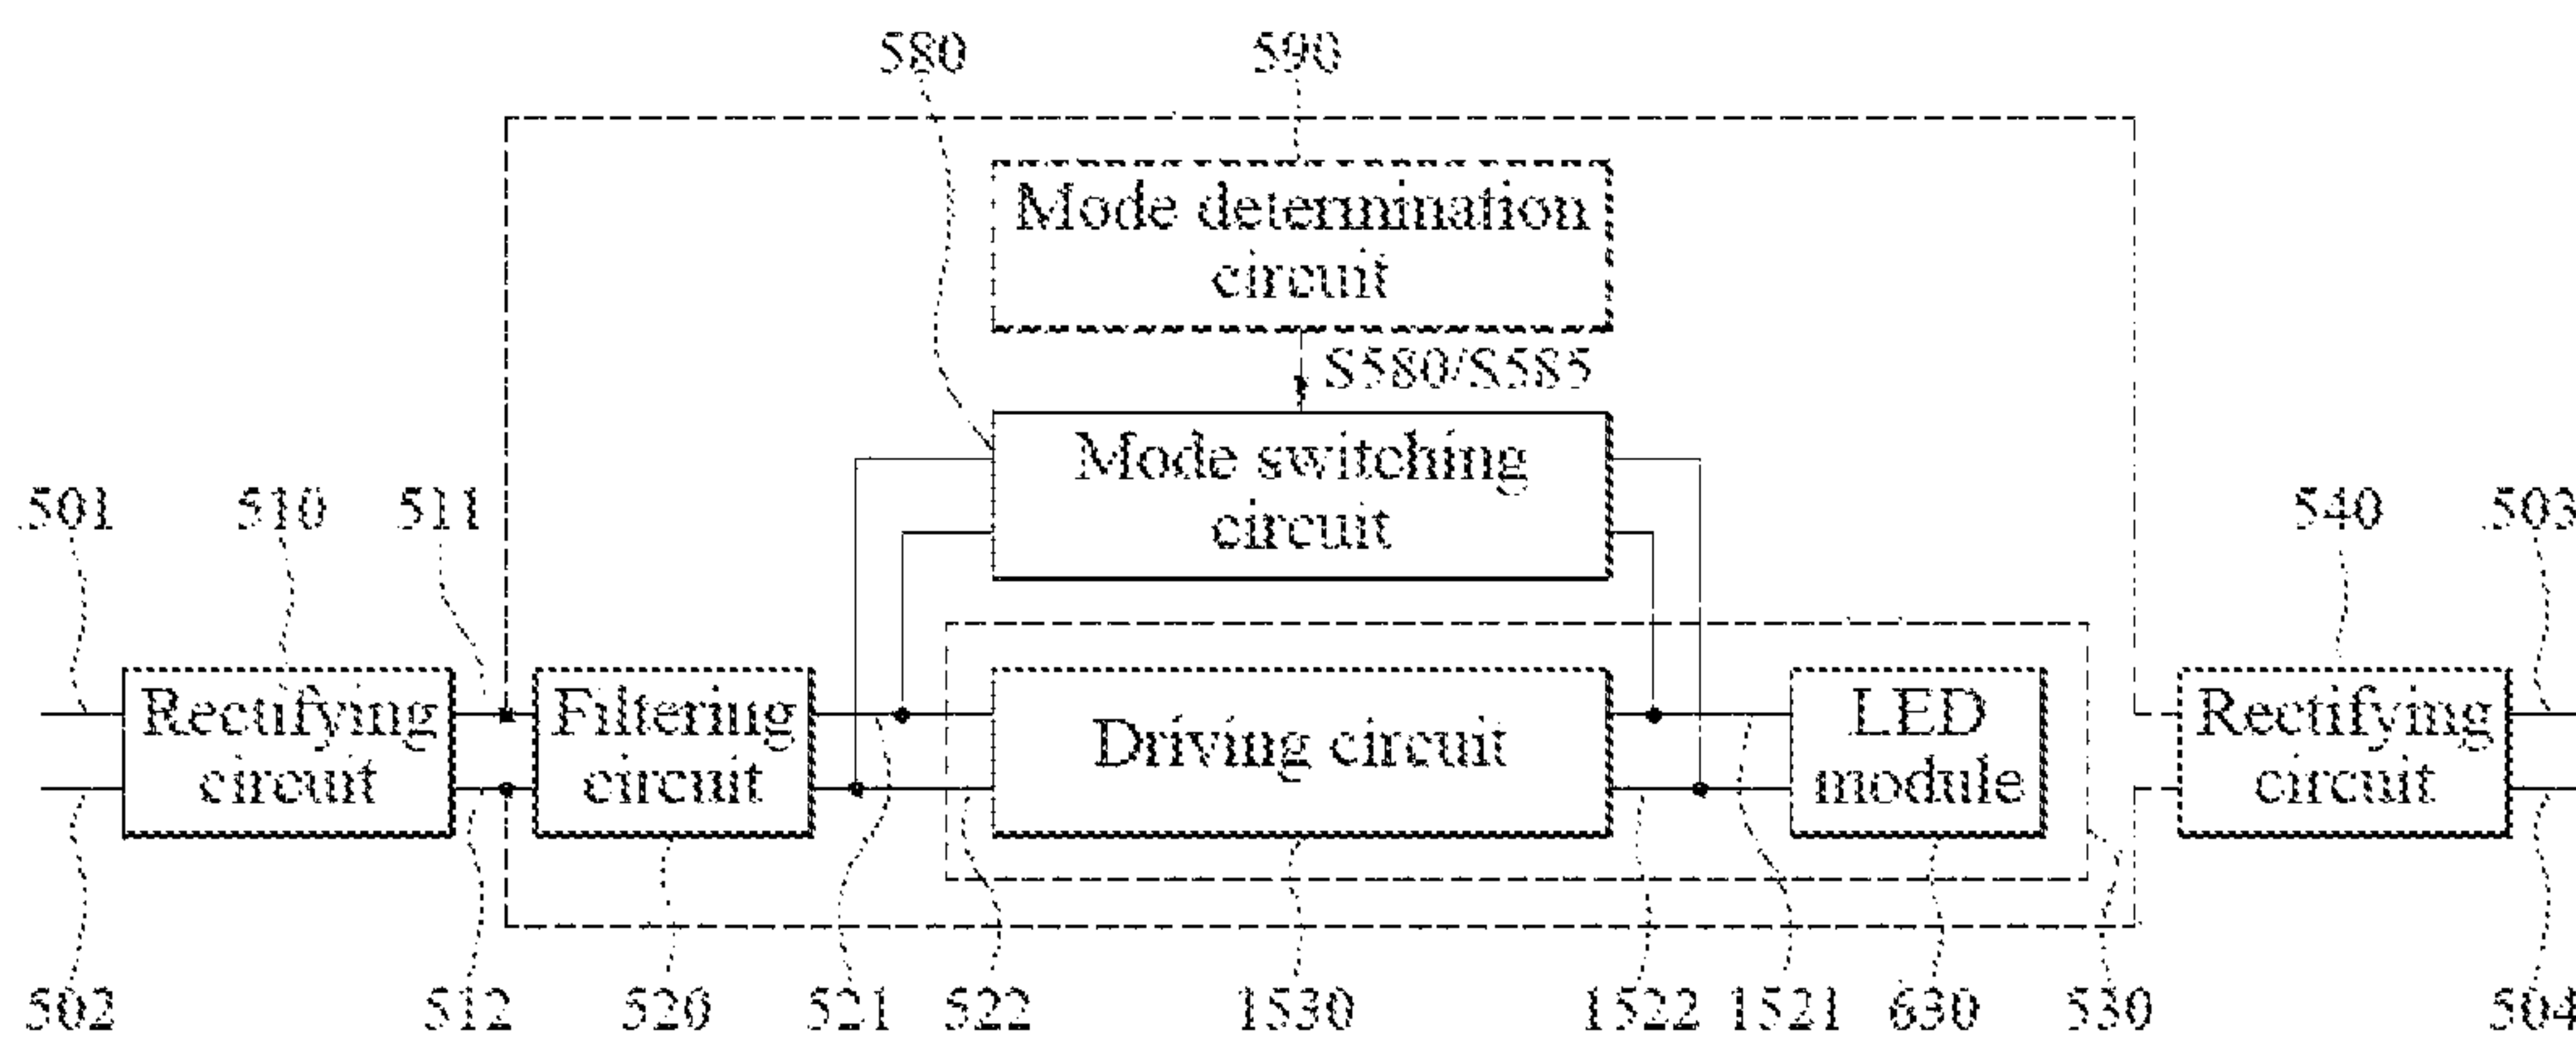 580 590
Mode determination
circuit
S580/S585
Mode switching
circuit
501 510 511 540 503
Rectifying
circuit
Filtering
circuit
Driving circuit
LED
module
Rectifying
circuit
502 512 520 521 522 1530 1522 1521 630 530 504